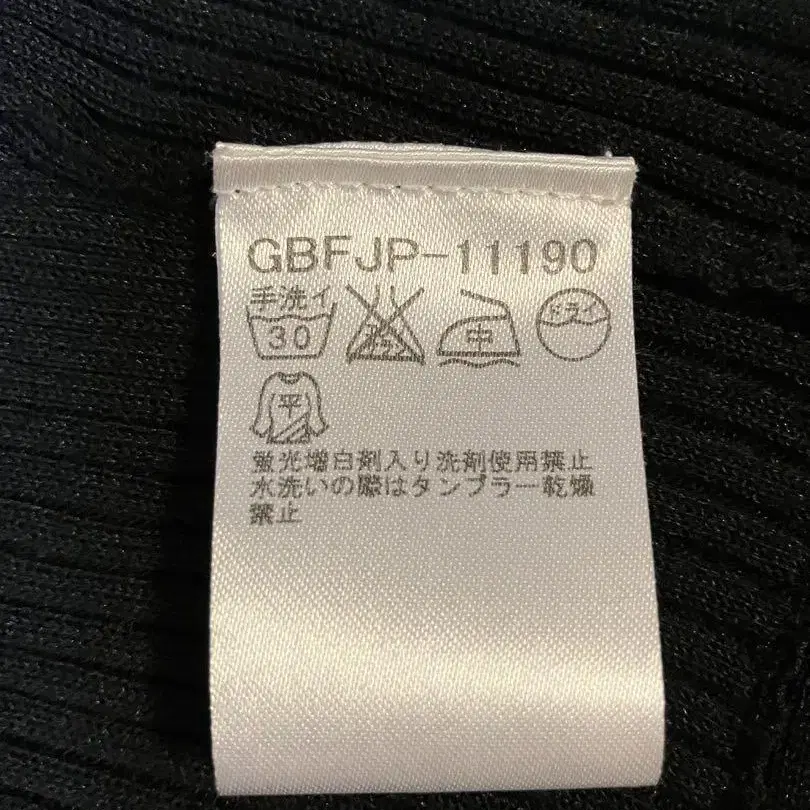 GBFJP-11190
手洗イ
30
中
ドライ
平
蛍光増白剤入り洗剤使用禁止
水洗いの際はタンブラー乾燥
禁止